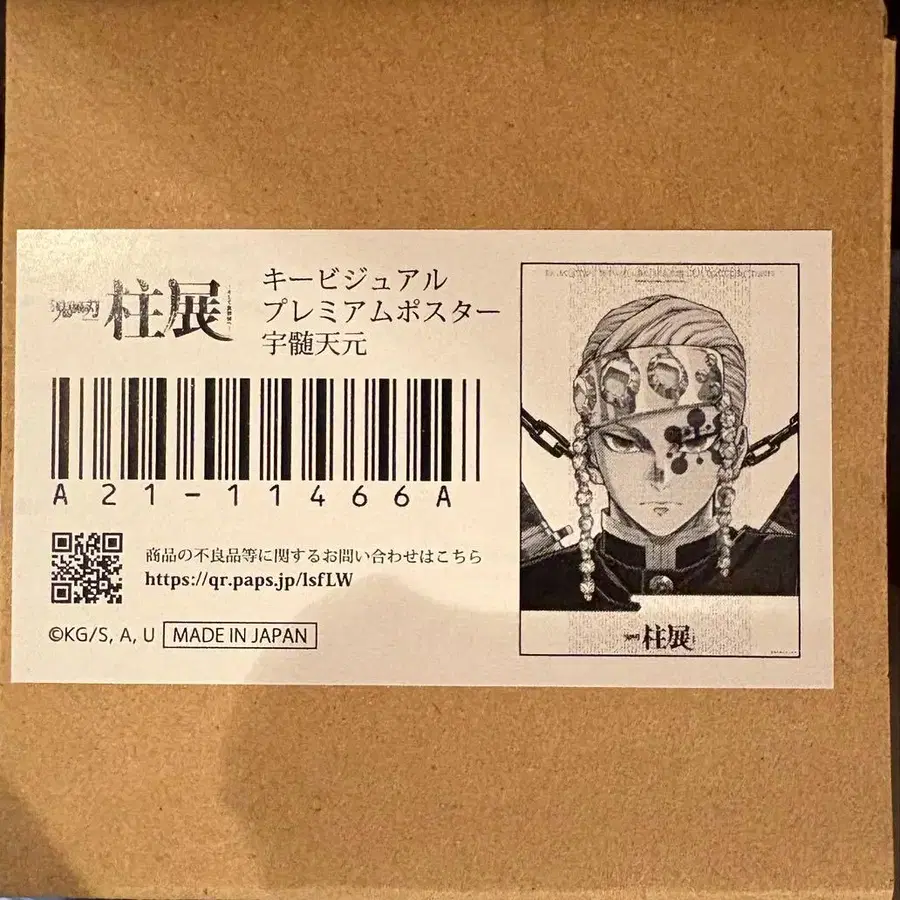 鬼滅の刃
柱展
キービジュアル
プレミアムポスター
宇髄天元
A21-11466A
商品の不良品等に関するお問い合わせはこちら
https://qr.paps.jp/lsfLW
©KG/S, A, U MADE IN JAPAN
柱展